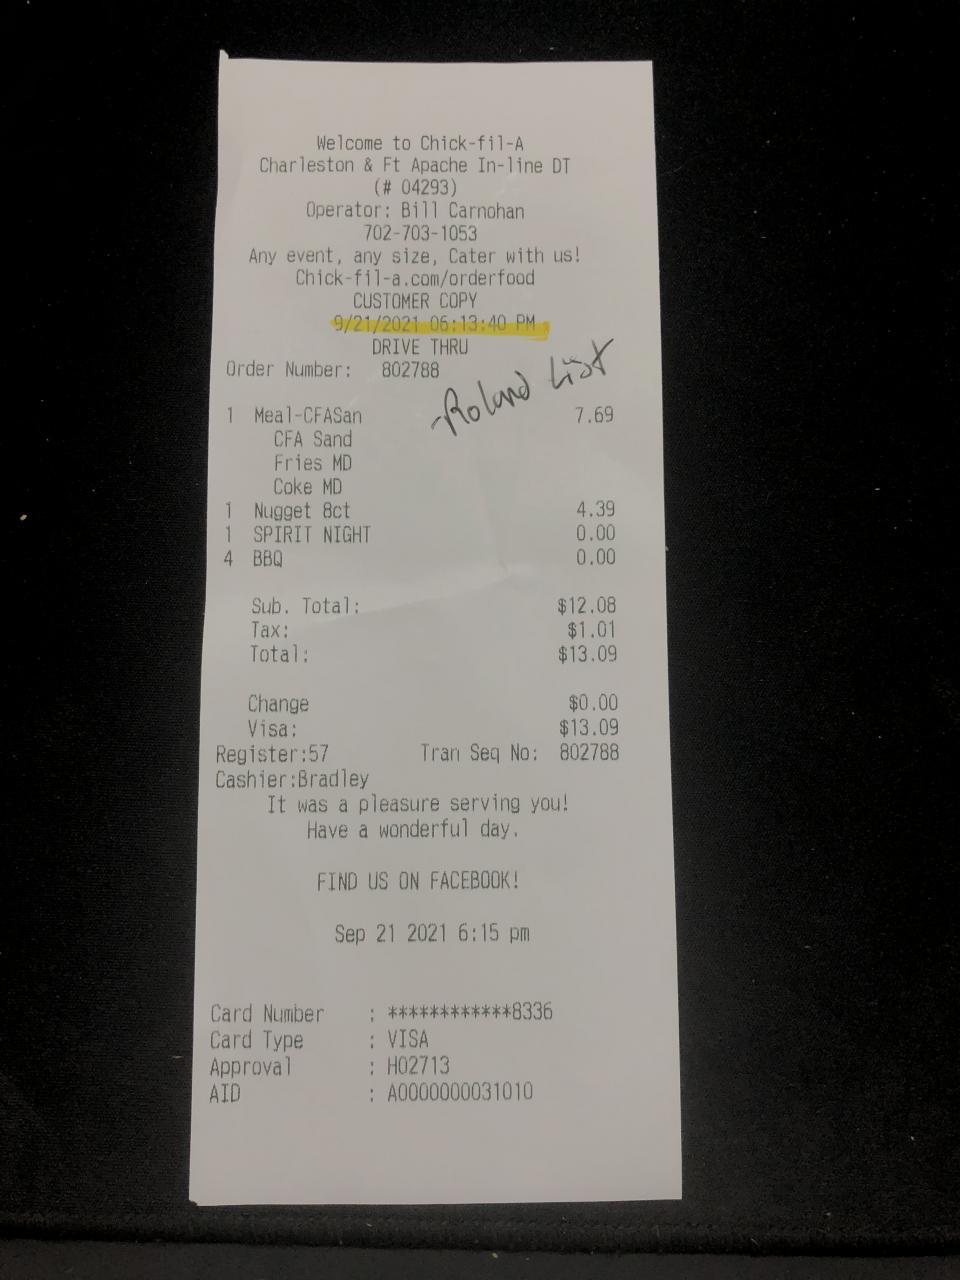 Welcome to Chick-fil-A
Charleston & Ft Apache In-line DT
(# 04293)
Operator: Bill Carnohan
702-703-1053
Any event, any size, Cater with us!
Chick-fil-a.com/orderfood
CUSTOMER COPY
9/21/2021 06:13:40 PM
DRIVE THRU
Order Number: 802788
-Roland List
1 Meal-CFASan 7.69
CFA Sand
Fries MD
Coke MD
1 Nugget 8ct 4.39
1 SPIRIT NIGHT 0.00
4 BBQ 0.00
Sub. Total: $12.08
Tax: $1.01
Total: $13.09
Change $0.00
Visa: $13.09
Register:57 Tran Seq No: 802788
Cashier:Bradley
It was a pleasure serving you!
Have a wonderful day.
FIND US ON FACEBOOK!
Sep 21 2021 6:15 pm
Card Number : ************8336
Card Type : VISA
Approval : H02713
AID : A0000000031010